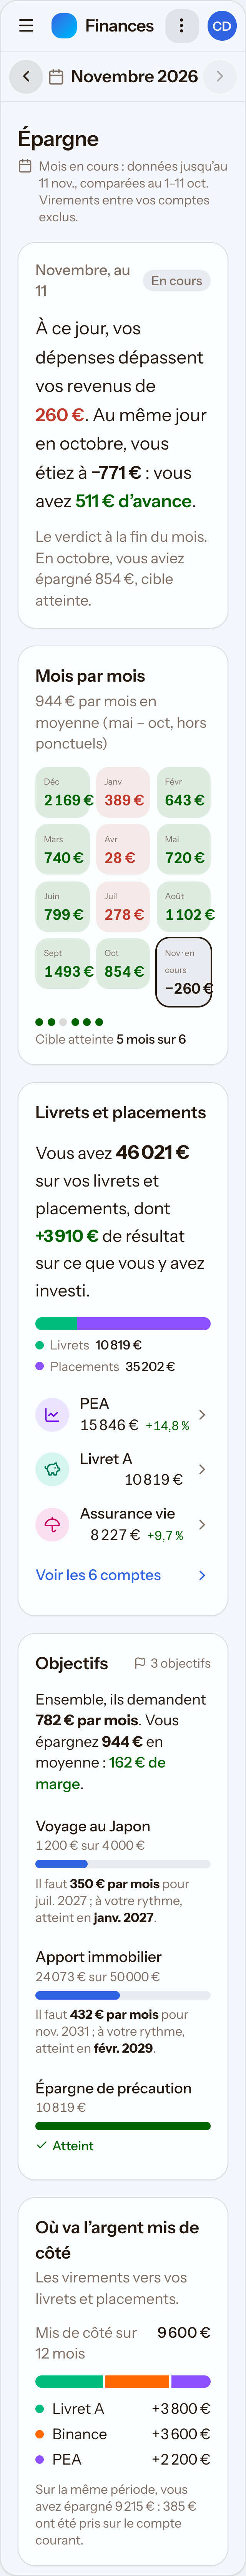 Finances
CD
Novembre 2026
Épargne
Mois en cours : données jusqu’au
11 nov., comparées au 1–11 oct.
Virements entre vos comptes
exclus.
Novembre, au
11
En cours
À ce jour, vos
dépenses dépassent
vos revenus de
260 €. Au même jour
en octobre, vous
étiez à −771 € : vous
avez 511 € d’avance.
Le verdict à la fin du mois.
En octobre, vous aviez
épargné 854 €, cible
atteinte.
Mois par mois
944 € par mois en
moyenne (mai – oct, hors
ponctuels)
Déc Janv Févr
2 169 € 389 € 643 €
Mars Avr Mai
740 € 28 € 720 €
Juin Juil Août
799 € 278 € 1 102 €
Sept Oct Nov · en
cours
1 493 € 854 € −260 €
Cible atteinte 5 mois sur 6
Livrets et placements
Vous avez 46 021 €
sur vos livrets et
placements, dont
+3 910 € de résultat
sur ce que vous y avez
investi.
Livrets 10 819 €
Placements 35 202 €
PEA
15 846 € +14,8 %
Livret A
10 819 €
Assurance vie
8 227 € +9,7 %
Voir les 6 comptes
Objectifs
3 objectifs
Ensemble, ils demandent
782 € par mois. Vous
épargnez 944 € en
moyenne : 162 € de
marge.
Voyage au Japon
1 200 € sur 4 000 €
Il faut 350 € par mois pour
juil. 2027 ; à votre rythme,
atteint en janv. 2027.
Apport immobilier
24 073 € sur 50 000 €
Il faut 432 € par mois pour
nov. 2031 ; à votre rythme,
atteint en févr. 2029.
Épargne de précaution
10 819 €
Atteint
Où va l’argent mis de
côté
Les virements vers vos
livrets et placements.
Mis de côté sur
12 mois
9 600 €
Livret A +3 800 €
Binance +3 600 €
PEA +2 200 €
Sur la même période, vous
avez épargné 9 215 € : 385 €
ont été pris sur le compte
courant.